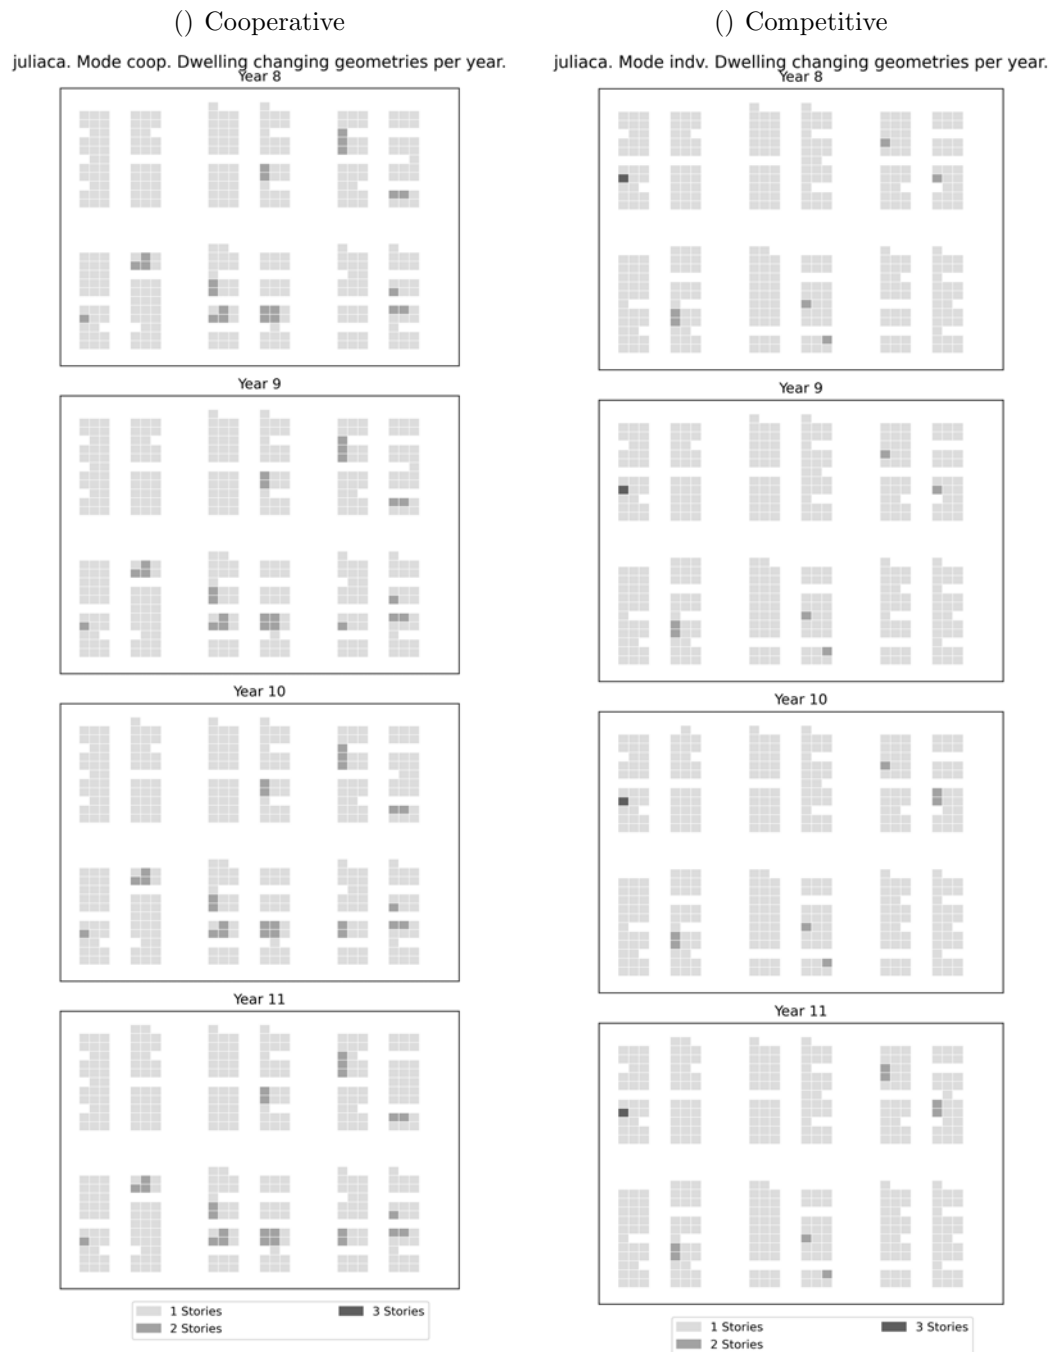 () Cooperative
juliaca. Mode coop. Dwelling changing geometries per year.
Year 8
Year 9
Year 10
Year 11
1 Stories
2 Stories
3 Stories
() Competitive
juliaca. Mode indv. Dwelling changing geometries per year.
Year 8
Year 9
Year 10
Year 11
1 Stories
2 Stories
3 Stories